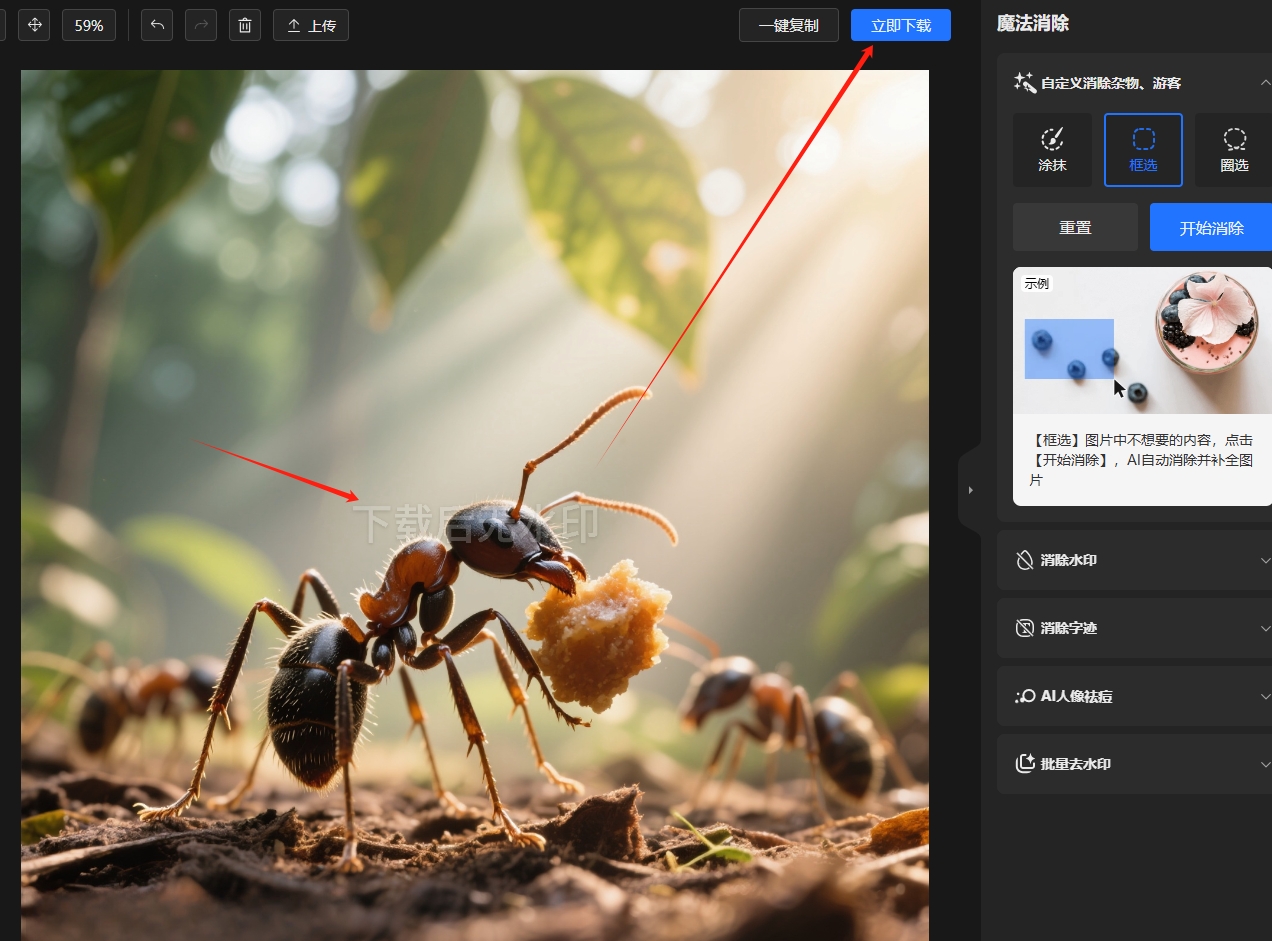 59%
上传
一键复制
立即下载
魔法消除
自定义消除杂物、游客
涂抹
框选
圈选
重置
开始消除
示例
【框选】图片中不想要的内容，点击
【开始消除】，AI自动消除并补全图
片
下载后无水印
消除水印
消除字迹
AI人像祛痘
批量去水印